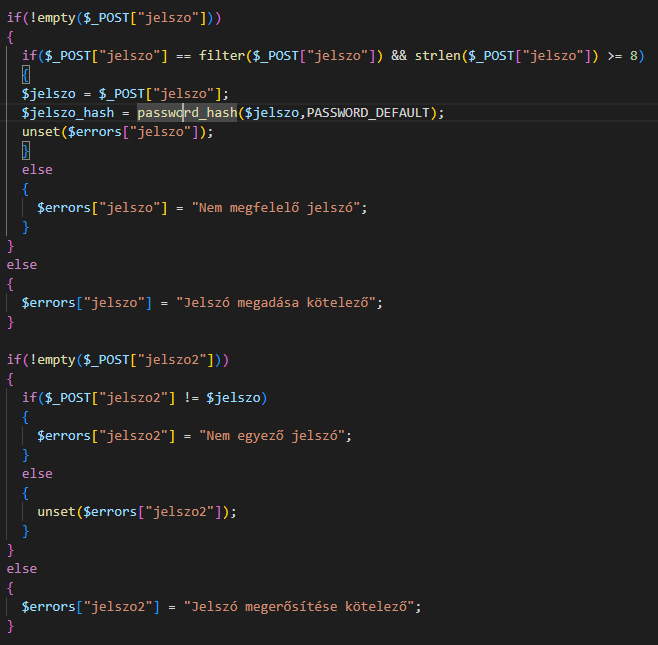 if(!empty($_POST["jelszo"]))
{
if($_POST["jelszo"] == filter($_POST["jelszo"]) && strlen($_POST["jelszo"]) >= 8)
{
$jelszo = $_POST["jelszo"];
$jelszo_hash = password_hash($jelszo,PASSWORD_DEFAULT);
unset($errors["jelszo"]);
}
else
{
$errors["jelszo"] = "Nem megfelelő jelszó";
}
}
else
{
$errors["jelszo"] = "Jelszó megadása kötelező";
}
if(!empty($_POST["jelszo2"]))
{
if($_POST["jelszo2"] != $jelszo)
{
$errors["jelszo2"] = "Nem egyező jelszó";
}
else
{
unset($errors["jelszo2"]);
}
}
else
{
$errors["jelszo2"] = "Jelszó megerősítése kötelező";
}